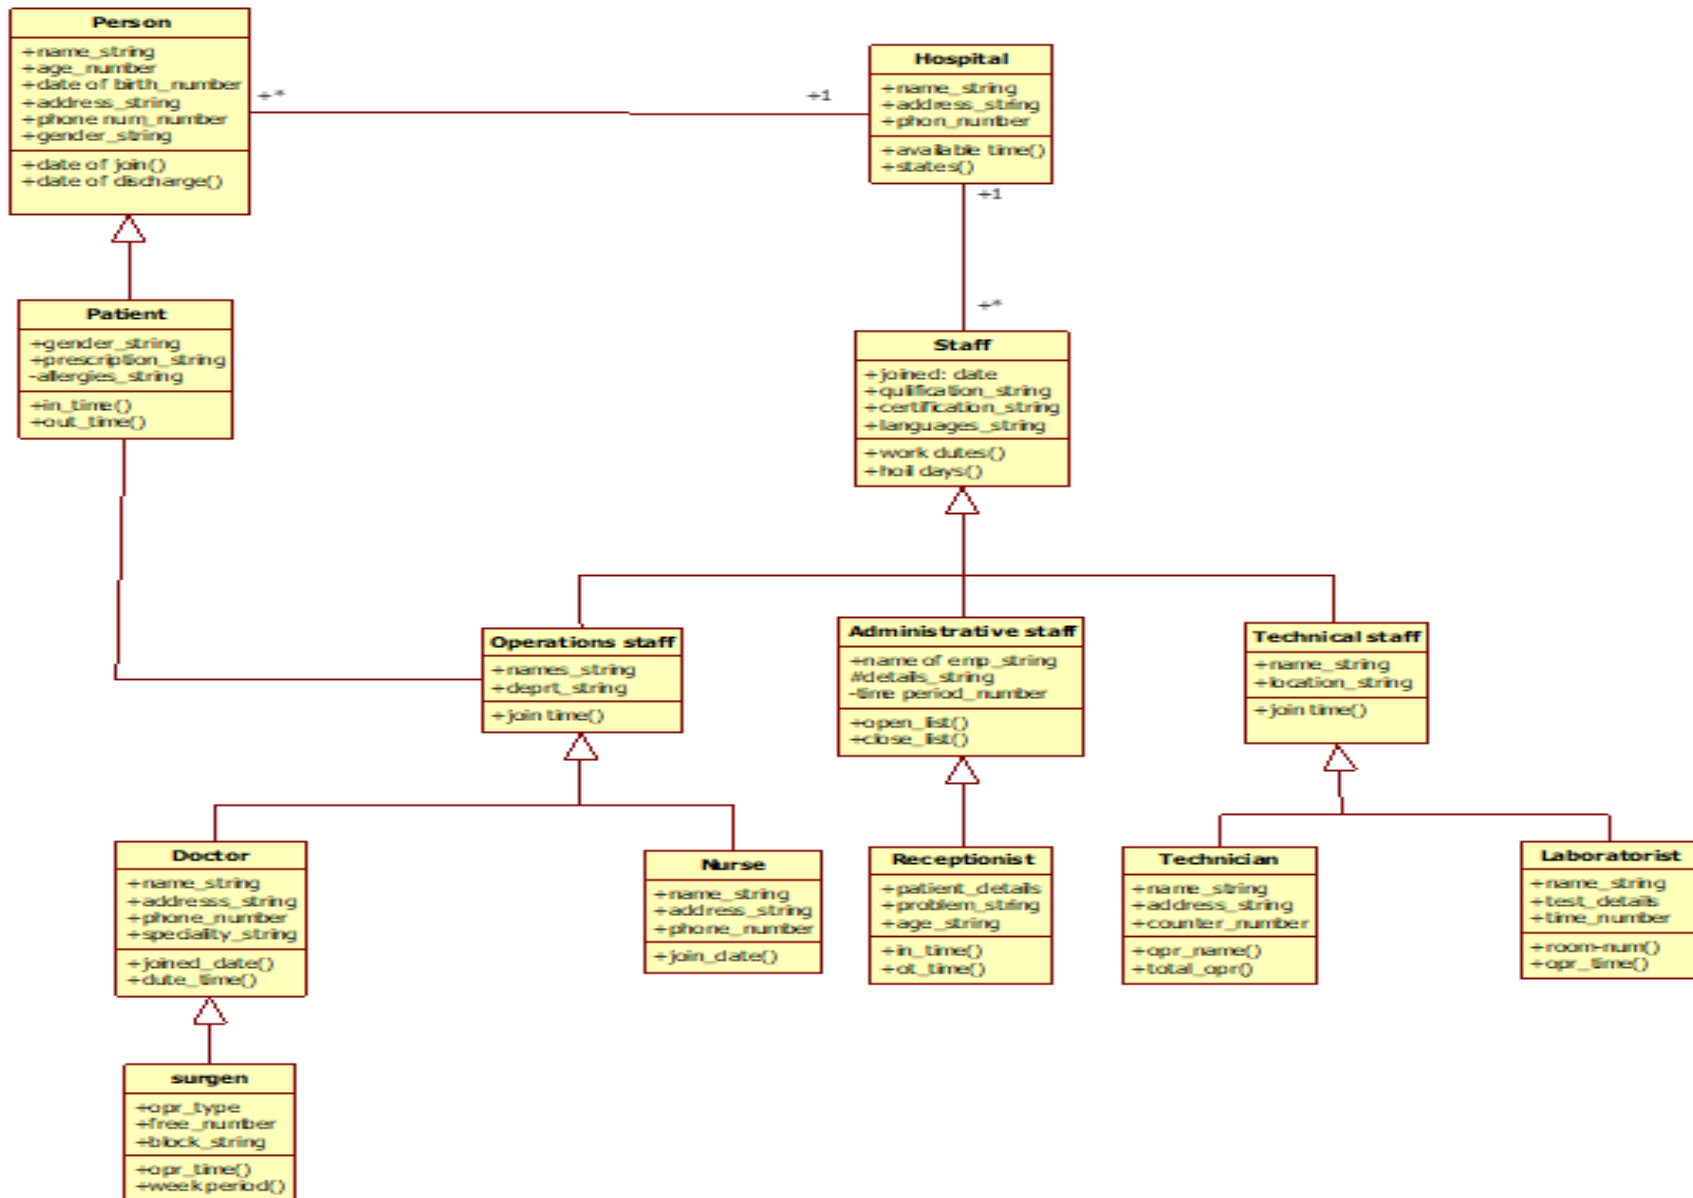 Person
+name_string
+age_number
+date of birth_number
+address_string
+phone num_number
+gender_string
+date of join()
+date of discharge()
+*
+1
Hospital
+name_string
+address_string
+phon_number
+available time()
+states()
+1
+*
Patient
+gender_string
+prescription_string
-allergies_string
+in_time()
+out_time()
Staff
+joined: date
+qulification_string
+certification_string
+languages_string
+work dutes()
+hoil days()
Operations staff
+names_string
+deprt_string
+join time()
Administrative staff
+name of emp_string
#details_string
-time period_number
+open_list()
+close_list()
Technical staff
+name_string
+location_string
+join time()
Doctor
+name_string
+addresss_string
+phone_number
+speciality_string
+joined_date()
+dute_time()
Nurse
+name_string
+address_string
+phone_number
+join_date()
Receptionist
+patient_details
+problem_string
+age_string
+in_time()
+ot_time()
Technician
+name_string
+address_string
+counter_number
+opr_name()
+total_opr()
Laboratorist
+name_string
+test_details
+time_number
+room-num()
+opr_time()
surgen
+opr_type
+free_number
+block_string
+opr_time()
+week period()